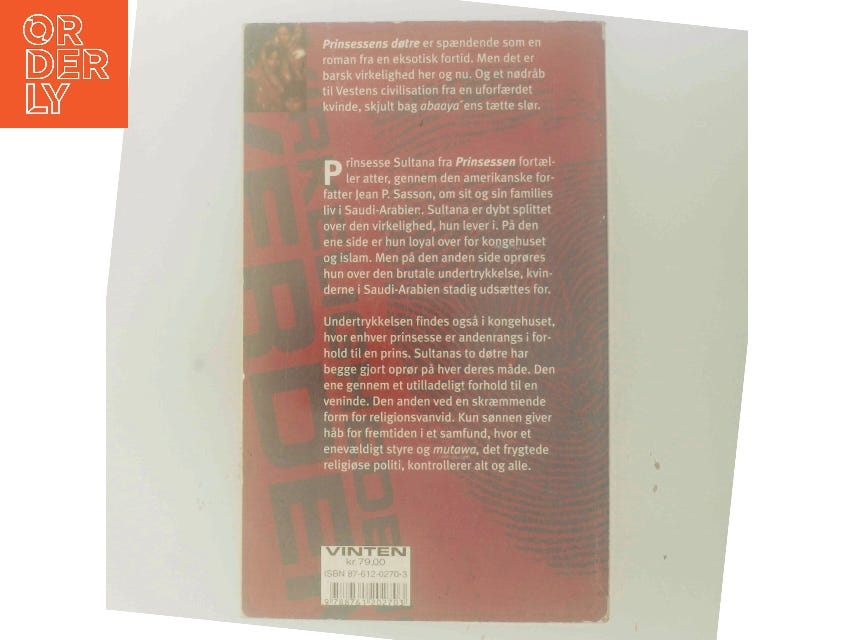 OR
DER
LY
Prinsessens døtre er spændende som en
roman fra en eksotisk fortid. Men det er
barsk virkelighed her og nu. Og et nødråb
til Vestens civilisation fra en uforfærdet
kvinde, skjult bag abaaya´ens tætte slør.
Prinsesse Sultana fra Prinsessen fortæl-
ler atter, gennem den amerikanske for-
fatter Jean P. Sasson, om sit og sin families
liv i Saudi-Arabien. Sultana er dybt splittet
over den virkelighed, hun lever i. På den
ene side er hun loyal over for kongehuset
og islam. Men på den anden side oprøres
hun over den brutale undertrykkelse, kvin-
derne i Saudi-Arabien stadig udsættes for.
Undertrykkelsen findes også i kongehuset,
hvor enhver prinsesse er andenrangs i for-
hold til en prins. Sultanas to døtre har
begge gjort oprør på hver deres måde. Den
ene gennem et utilladeligt forhold til en
veninde. Den anden ved en skræmmende
form for religionsvanvid. Kun sønnen giver
håb for fremtiden i et samfund, hvor et
enevældigt styre og mutawa, det frygtede
religiøse politi, kontrollerer alt og alle.
VINTEN
kr.79.00
ISBN 87-612-0270-3
9 788761 202703